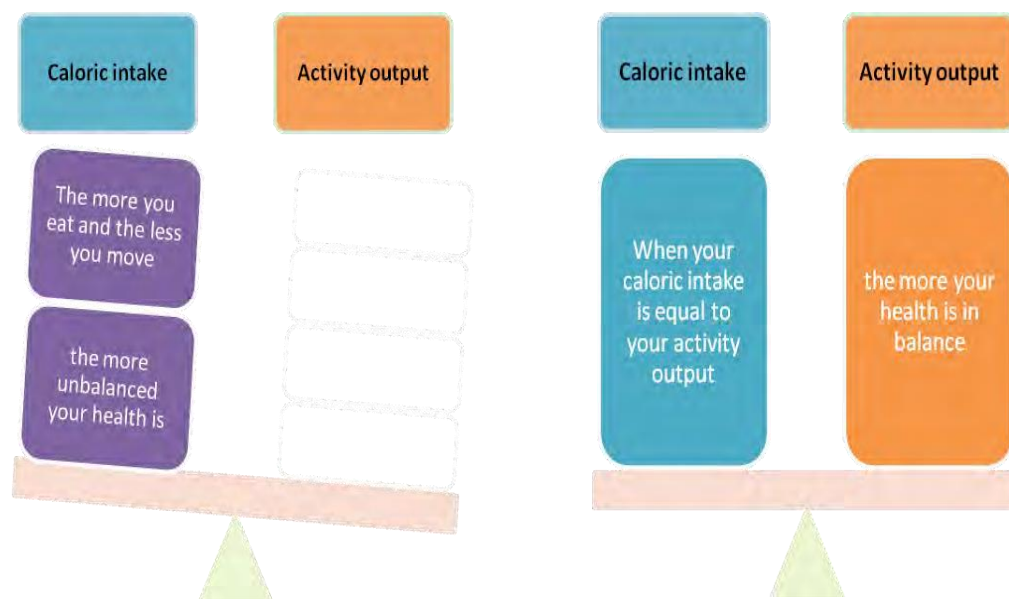 Caloric intake
Activity output
The more you
eat and the less
you move
the more
unbalanced
your health is
Caloric intake
Activity output
When your
caloric intake
is equal to
your activity
output
the more your
health is in
balance